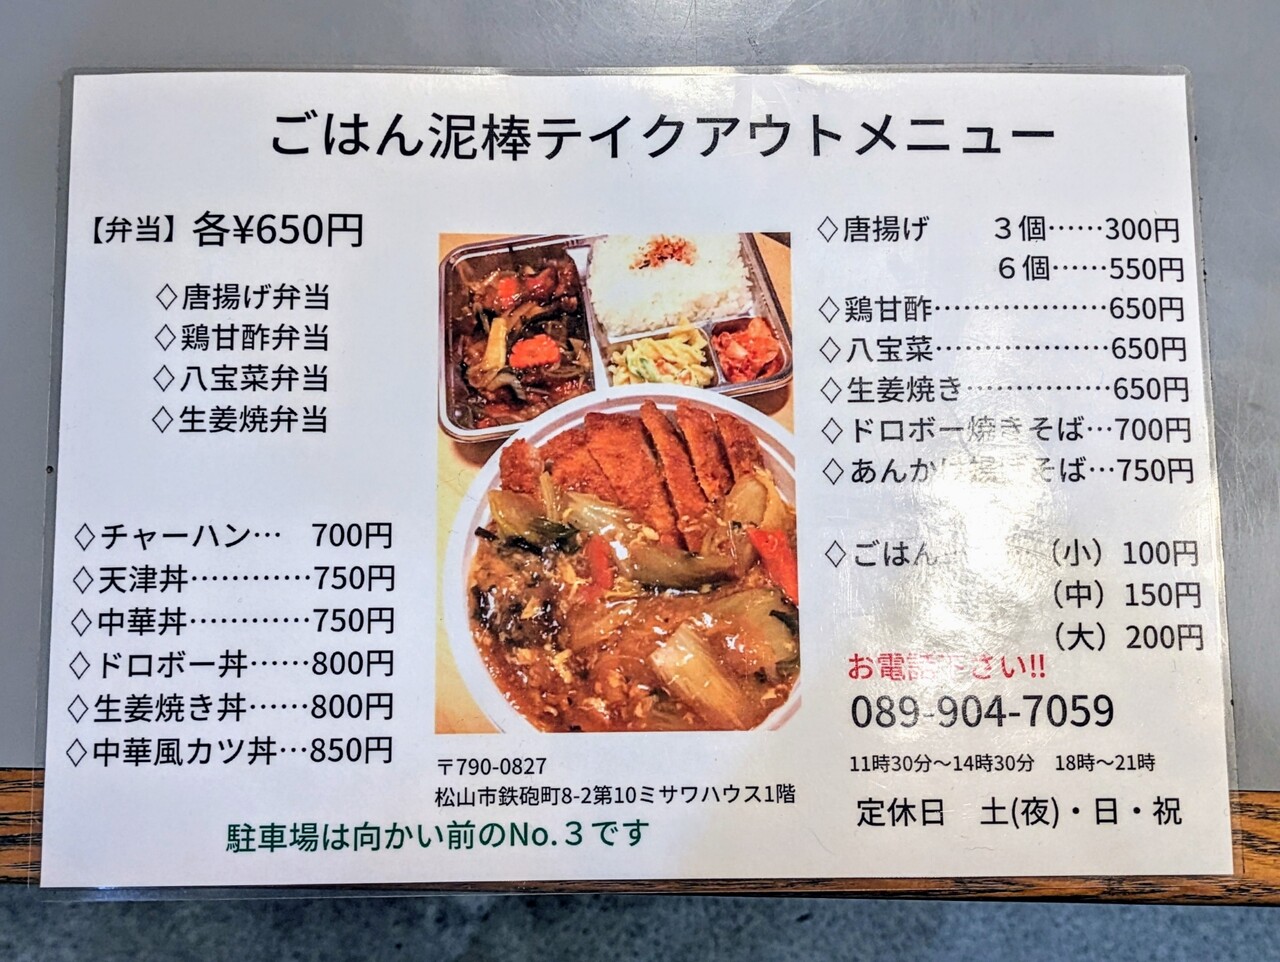 ごはん泥棒テイクアウトメニュー
【弁当】各¥650円
◇唐揚げ弁当
◇鶏甘酢弁当
◇八宝菜弁当
◇生姜焼弁当
◇チャーハン… 700円
◇天津丼…………750円
◇中華丼…………750円
◇ドロボー丼……800円
◇生姜焼き丼……800円
◇中華風カツ丼…850円
〒790-0827
松山市鉄砲町8-2第10ミサワハウス1階
駐車場は向かい前のNo.３です
◇唐揚げ ３個……300円
６個……550円
◇鶏甘酢………………650円
◇八宝菜………………650円
◇生姜焼き……………650円
◇ドロボー焼きそば…700円
◇あんかけ揚げそば…750円
◇ごはん （小）100円
（中）150円
（大）200円
お電話下さい!!
089-904-7059
11時30分～14時30分 18時～21時
定休日 土(夜)・日・祝